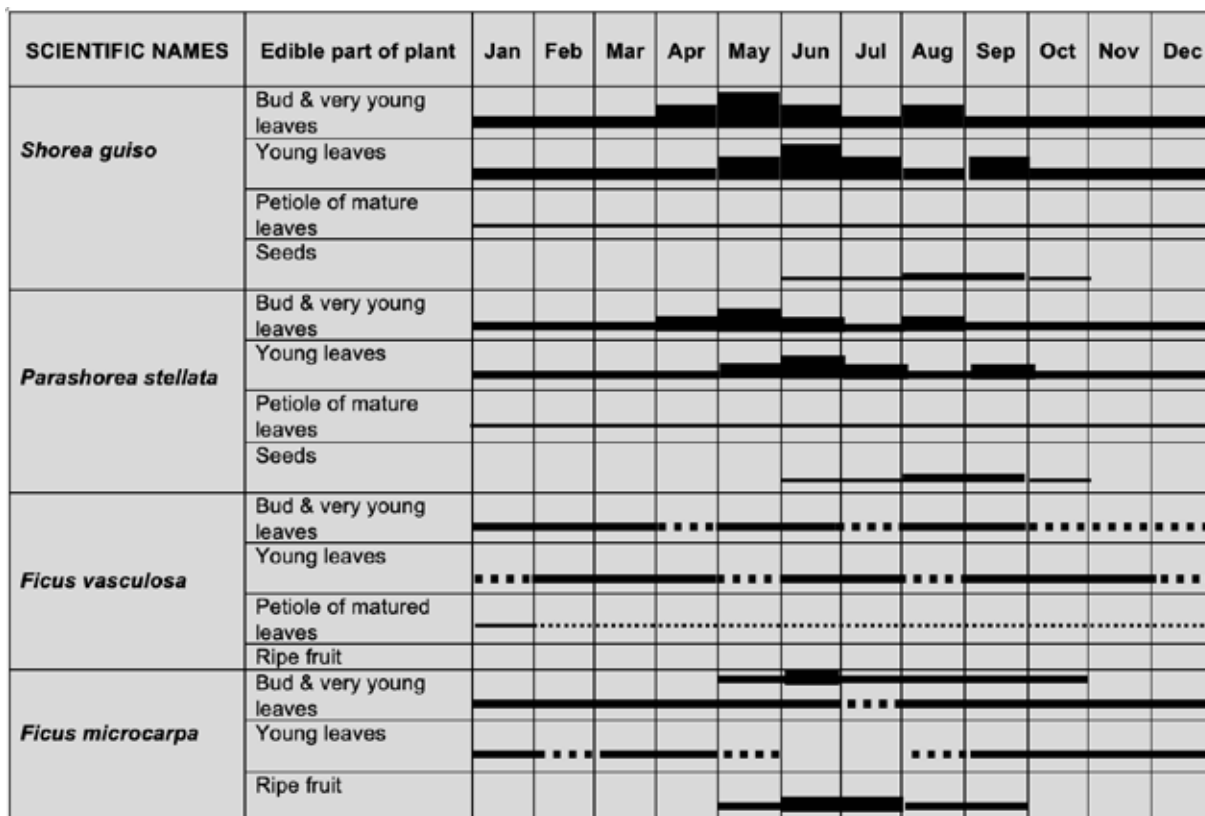 SCIENTIFIC NAMES Edible part of plant Jan Feb Mar Apr May Jun Jul Aug Sep Oct Nov Dec
Shorea guiso
Bud & very young
leaves
Young leaves
Petiole of mature
leaves
Seeds
Parashorea stellata
Bud & very young
leaves
Young leaves
Petiole of mature
leaves
Seeds
Ficus vasculosa
Bud & very young
leaves
Young leaves
Petiole of matured
leaves
Ripe fruit
Ficus microcarpa
Bud & very young
leaves
Young leaves
Ripe fruit